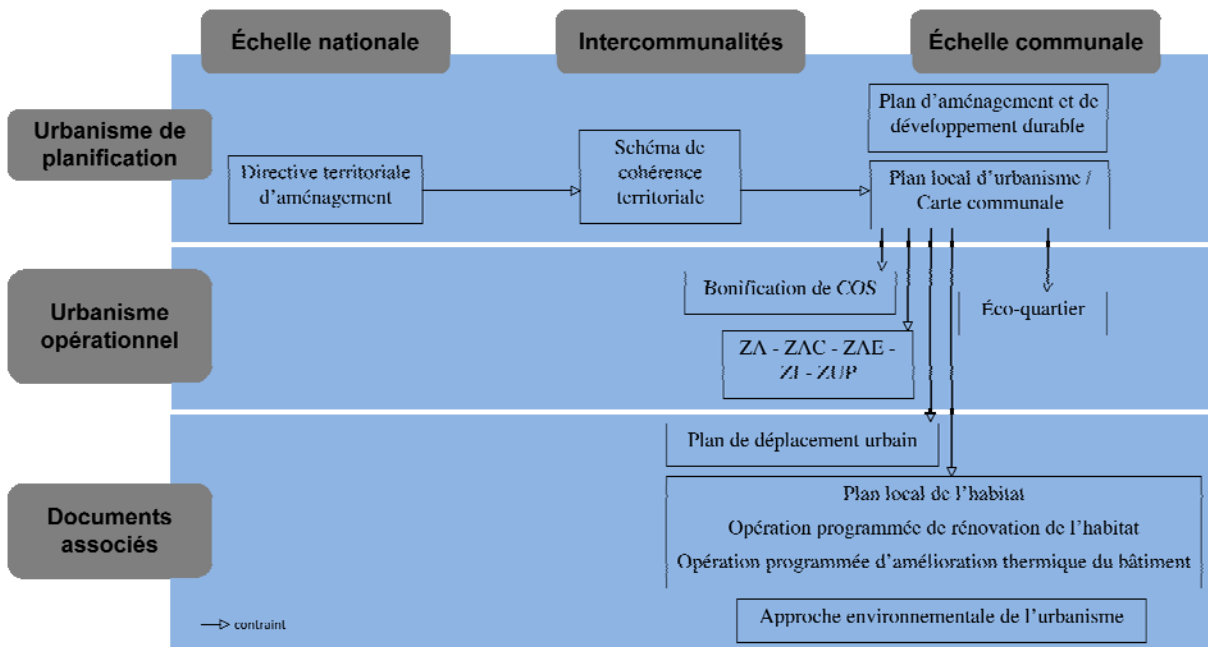 Échelle nationale
Intercommunalités
Échelle communale
Urbanisme de
planification
Directive territoriale
d'aménagement
Schéma de
cohérence
territoriale
Plan d'aménagement et de
développement durable
Plan local d'urbanisme /
Carte communale
Urbanisme
opérationnel
Bonification de COS
Éco-quartier
ZA - ZAC - ZAE -
ZI - ZUP
Documents
associés
Plan de déplacement urbain
Plan local de l'habitat
Opération programmée de rénovation de l'habitat
Opération programmée d'amélioration thermique du bâtiment
Approche environnementale de l'urbanisme
contraint